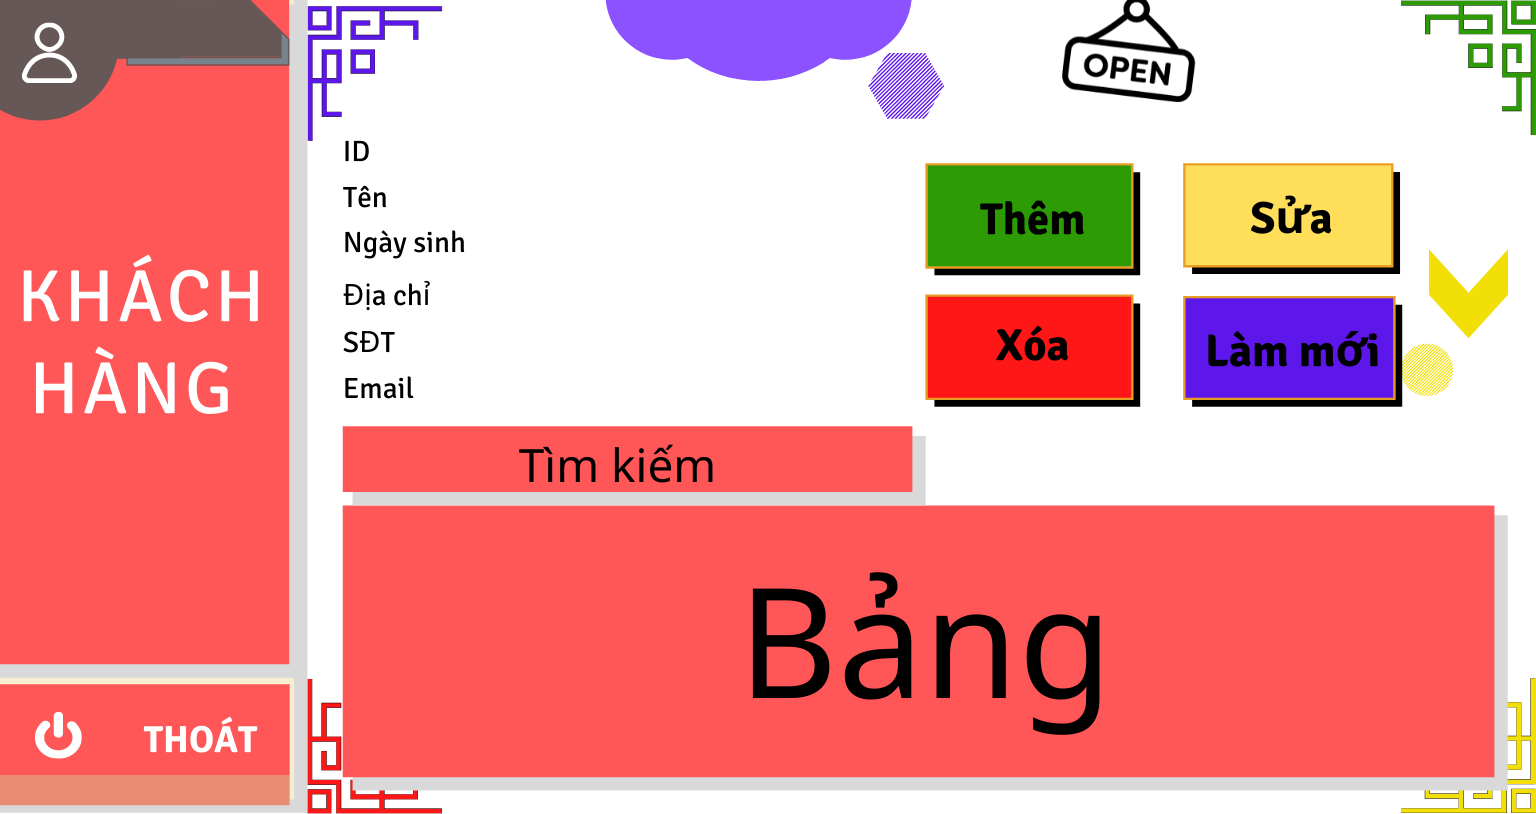 OPEN
KHÁCH
HÀNG
ID
Tên
Ngày sinh
Địa chỉ
SĐT
Email
Thêm
Sửa
Xóa
Làm mới
Tìm kiếm
Bảng
THOÁT